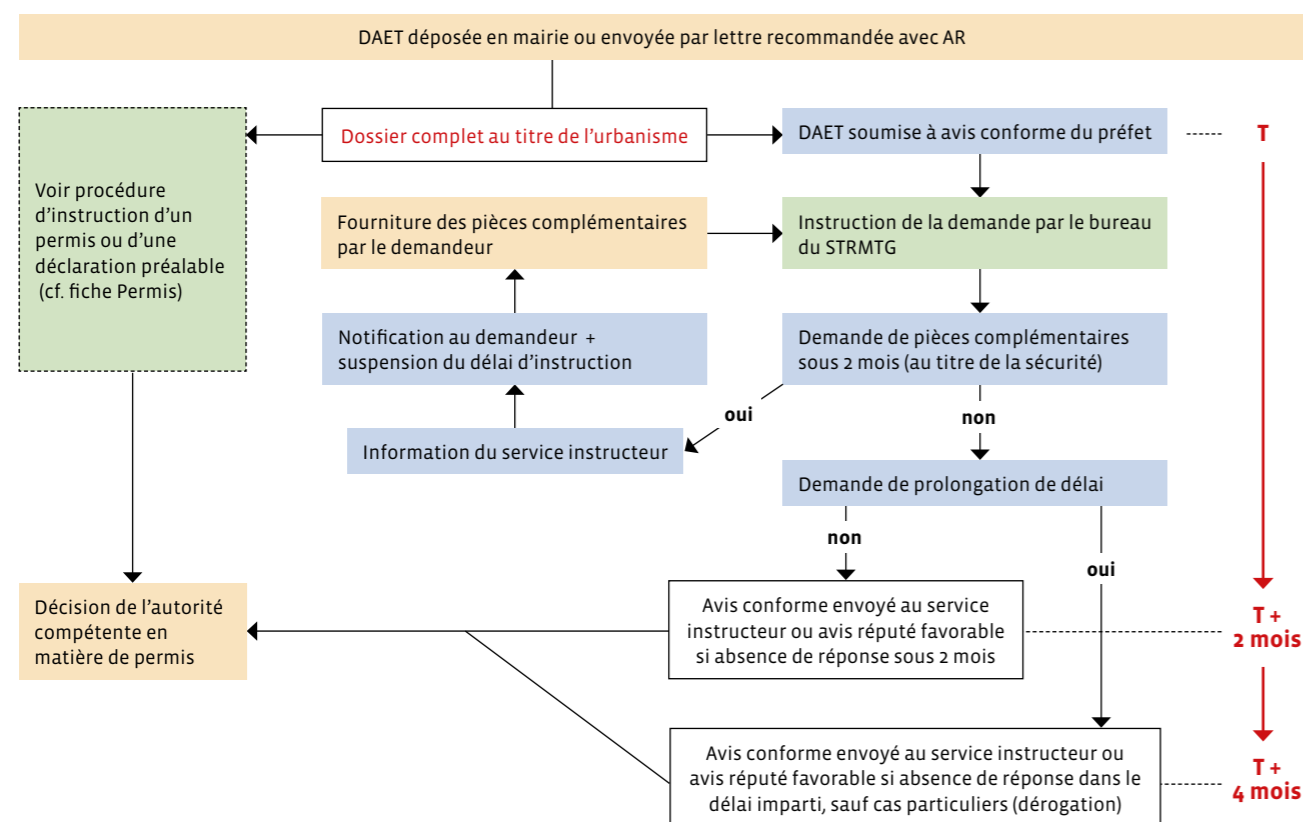 DAET déposée en mairie ou envoyée par lettre recommandée avec AR
Dossier complet au titre de l'urbanisme
DAET soumise à avis conforme du préfet
T
Voir procédure
d'instruction d'un
permis ou d'une
déclaration préalable
(cf. fiche Permis)
Fourniture des pièces complémentaires
par le demandeur
Instruction de la demande par le bureau
du STRMTG
Notification au demandeur +
suspension du délai d'instruction
Demande de pièces complémentaires
sous 2 mois (au titre de la sécurité)
oui
non
Information du service instructeur
Demande de prolongation de délai
non
oui
Décision de l'autorité
compétente en
matière de permis
Avis conforme envoyé au service
instructeur ou avis réputé favorable
si absence de réponse sous 2 mois
T +
2 mois
Avis conforme envoyé au service instructeur ou
avis réputé favorable si absence de réponse dans le
délai imparti, sauf cas particuliers (dérogation)
T +
4 mois